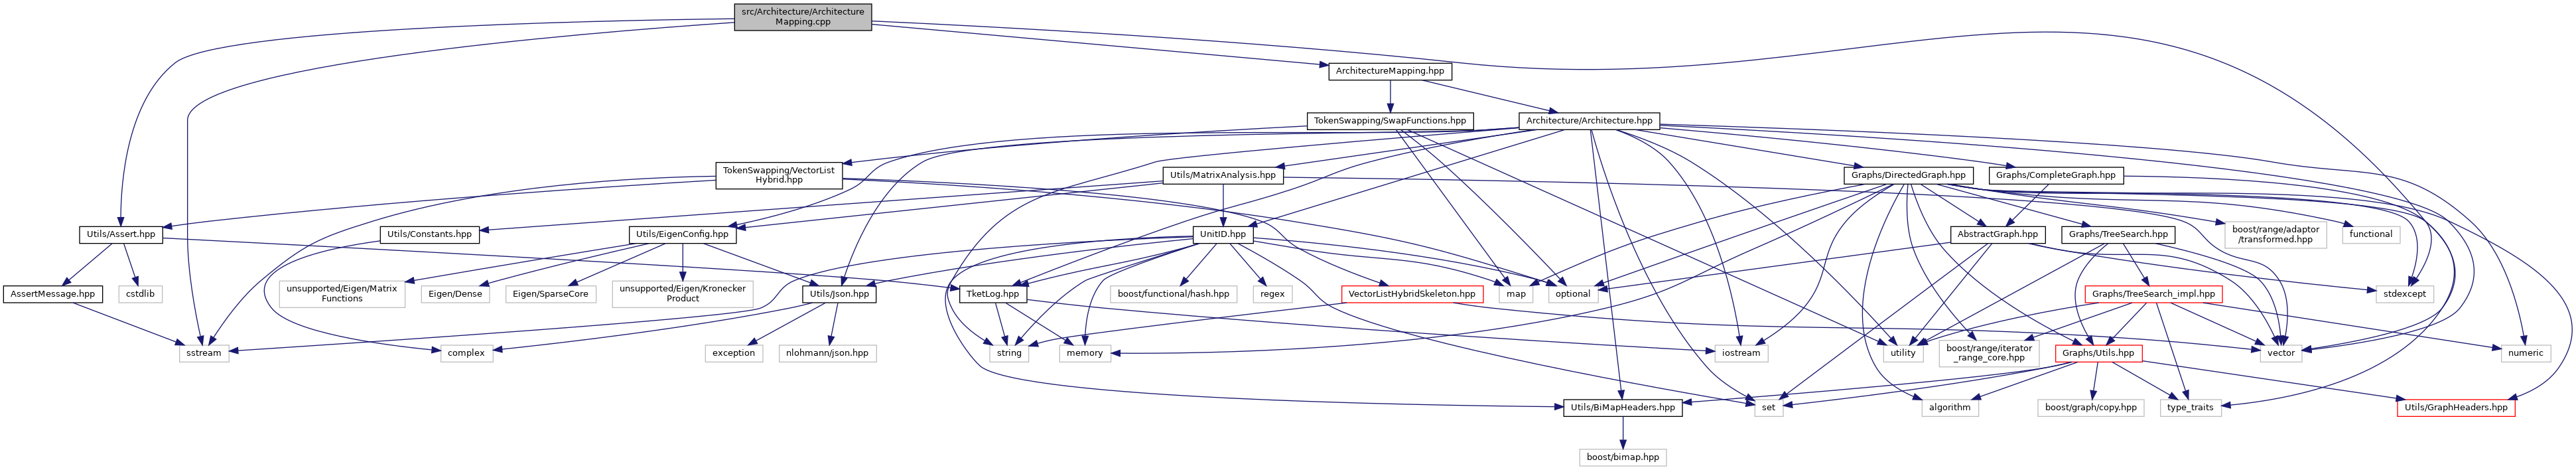 src/Architecture/Architecture
Mapping.cpp
ArchitectureMapping.hpp
TokenSwapping/SwapFunctions.hpp
Architecture/Architecture.hpp
TokenSwapping/VectorList
Hybrid.hpp
Utils/MatrixAnalysis.hpp
Graphs/DirectedGraph.hpp
Graphs/CompleteGraph.hpp
Utils/Assert.hpp
Utils/Constants.hpp
Utils/EigenConfig.hpp
UnitID.hpp
AbstractGraph.hpp
Graphs/TreeSearch.hpp
boost/range/adaptor
/transformed.hpp
functional
AssertMessage.hpp
cstdlib
unsupported/Eigen/Matrix
Functions
Eigen/Dense
Eigen/SparseCore
unsupported/Eigen/Kronecker
Product
Utils/Json.hpp
TketLog.hpp
boost/functional/hash.hpp
regex
VectorListHybridSkeleton.hpp
map
optional
Graphs/TreeSearch_impl.hpp
stdexcept
sstream
complex
exception
nlohmann/json.hpp
string
memory
iostream
utility
boost/range/iterator
_range_core.hpp
Graphs/Utils.hpp
vector
numeric
Utils/BiMapHeaders.hpp
set
algorithm
boost/graph/copy.hpp
type_traits
Utils/GraphHeaders.hpp
boost/bimap.hpp